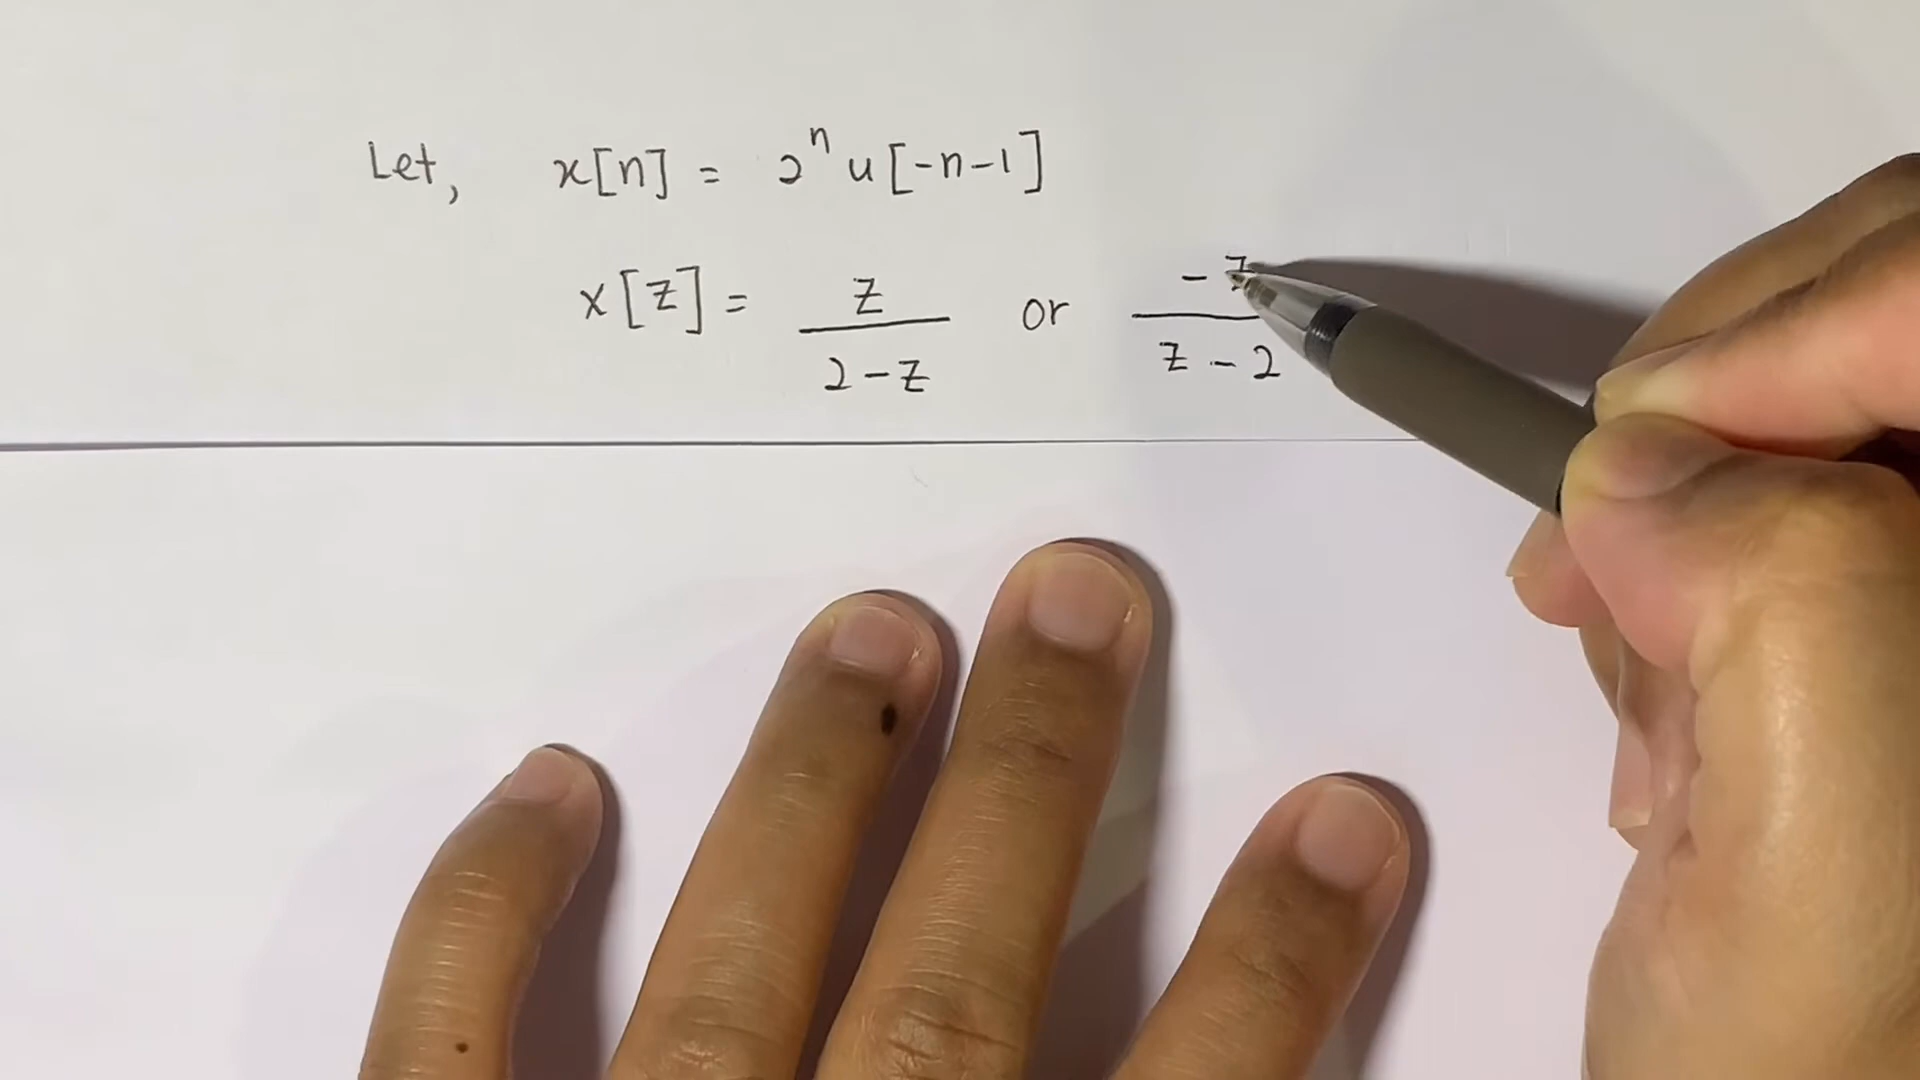 Let, x[n] = 2ⁿ u[-n-1]
x[z] = z / 2-z or -z / z-2